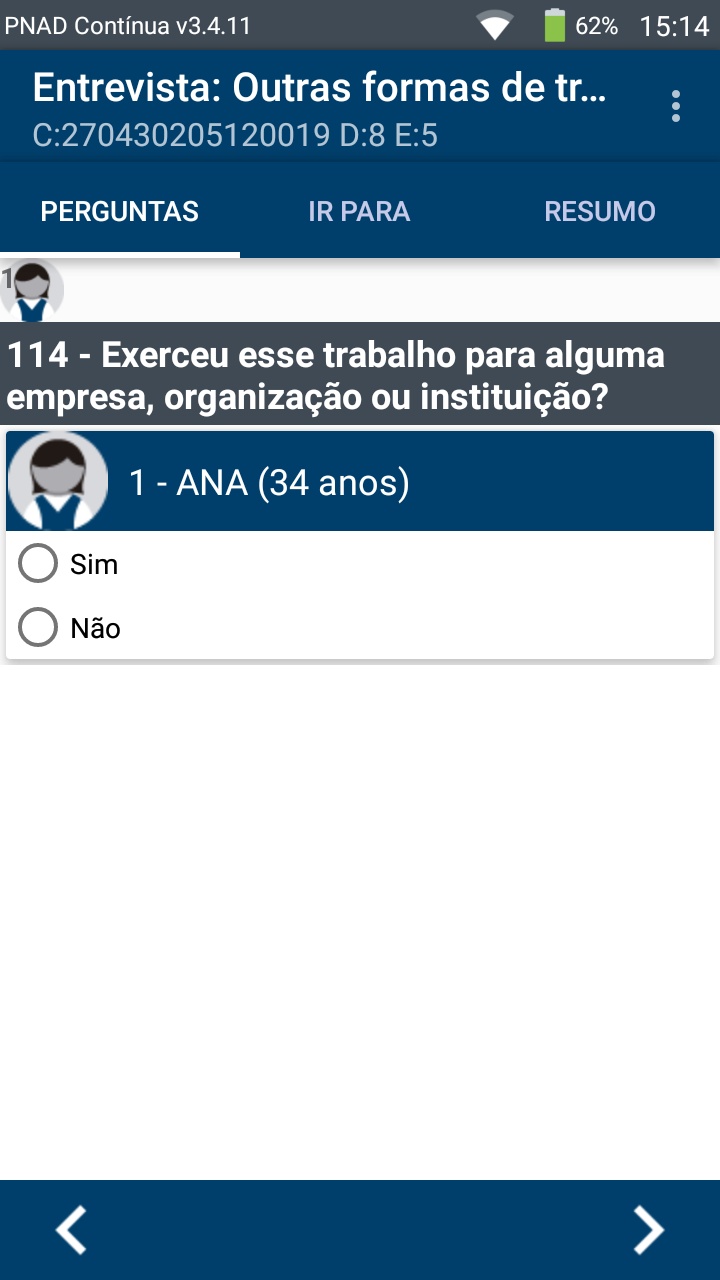 PNAD Contínua v3.4.11 62% 15:14
Entrevista: Outras formas de tr...
C:270430205120019 D:8 E:5
PERGUNTAS IR PARA RESUMO
1
114 - Exerceu esse trabalho para alguma
empresa, organização ou instituição?
1 - ANA (34 anos)
Sim
Não